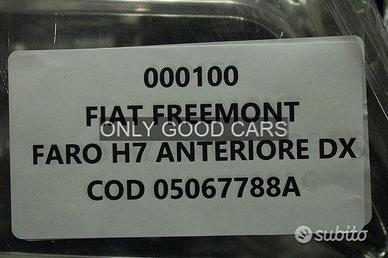 000100
FIAT FREEMONT
ONLY GOOD CARS
FARO H7 ANTERIORE DX
COD 05067788A
subito